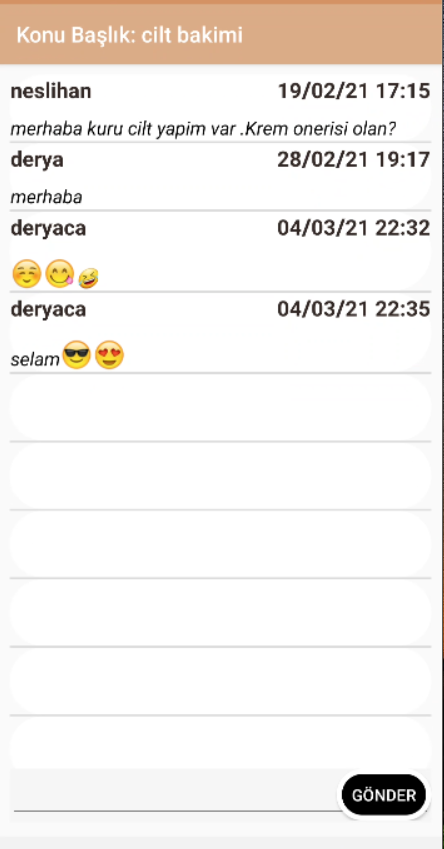 Konu Başlık: cilt bakimi
neslihan 19/02/21 17:15
merhaba kuru cilt yapim var .Krem onerisi olan?
derya 28/02/21 19:17
merhaba
deryaca 04/03/21 22:32
☺️😋🤣
deryaca 04/03/21 22:35
selam😎😍
GÖNDER